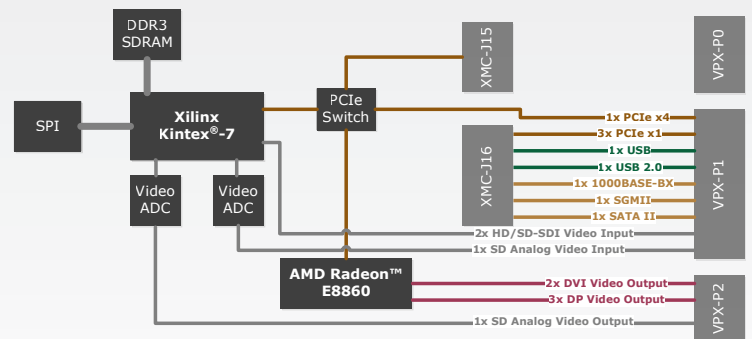 DDR3
SDRAM
XMC-J15
VPX-P0
SPI
Xilinx
Kintex®-7
PCIe
Switch
1x PCIe x4
3x PCIe x1
1x USB
1x USB 2.0
1x 1000BASE-BX
1x SGMII
1x SATA II
XMC-J16
VPX-P1
Video
ADC
Video
ADC
2x HD/SD-SDI Video Input
1x SD Analog Video Input
AMD Radeon™
E8860
2x DVI Video Output
3x DP Video Output
1x SD Analog Video Output
VPX-P2